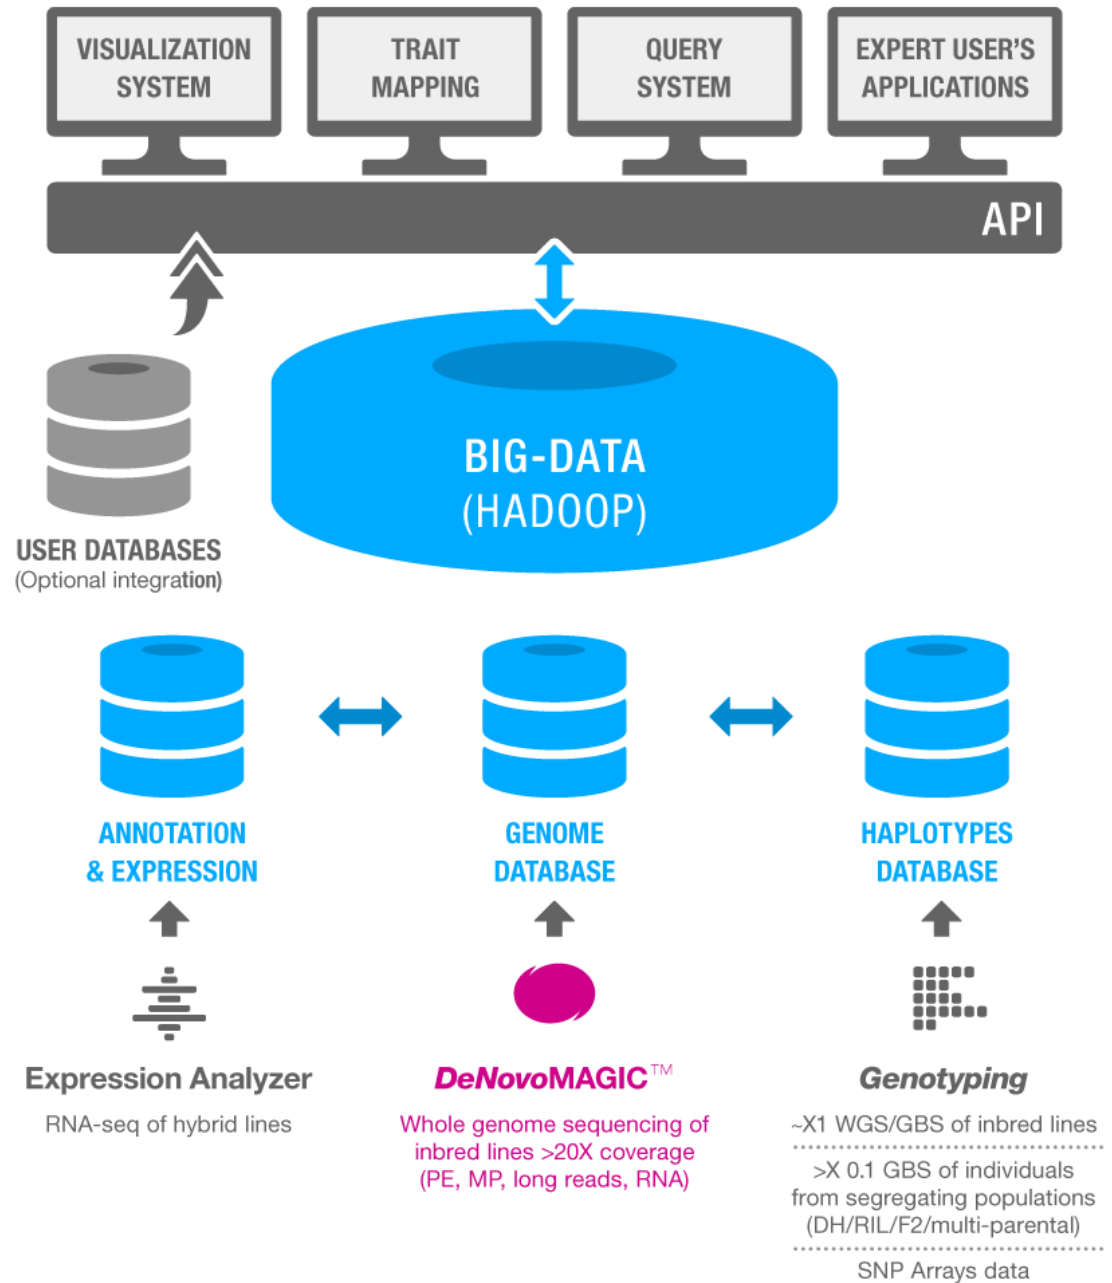 VISUALIZATION
SYSTEM
TRAIT
MAPPING
QUERY
SYSTEM
EXPERT USER'S
APPLICATIONS
API
BIG-DATA
(HADOOP)
USER DATABASES
(Optional integration)
ANNOTATION
& EXPRESSION
GENOME
DATABASE
HAPLOTYPES
DATABASE
Expression Analyzer
RNA-seq of hybrid lines
DeNovoMAGIC™
Whole genome sequencing of
inbred lines >20X coverage
(PE, MP, long reads, RNA)
Genotyping
~X1 WGS/GBS of inbred lines
>X 0.1 GBS of individuals
from segregating populations
(DH/RIL/F2/multi-parental)
SNP Arrays data